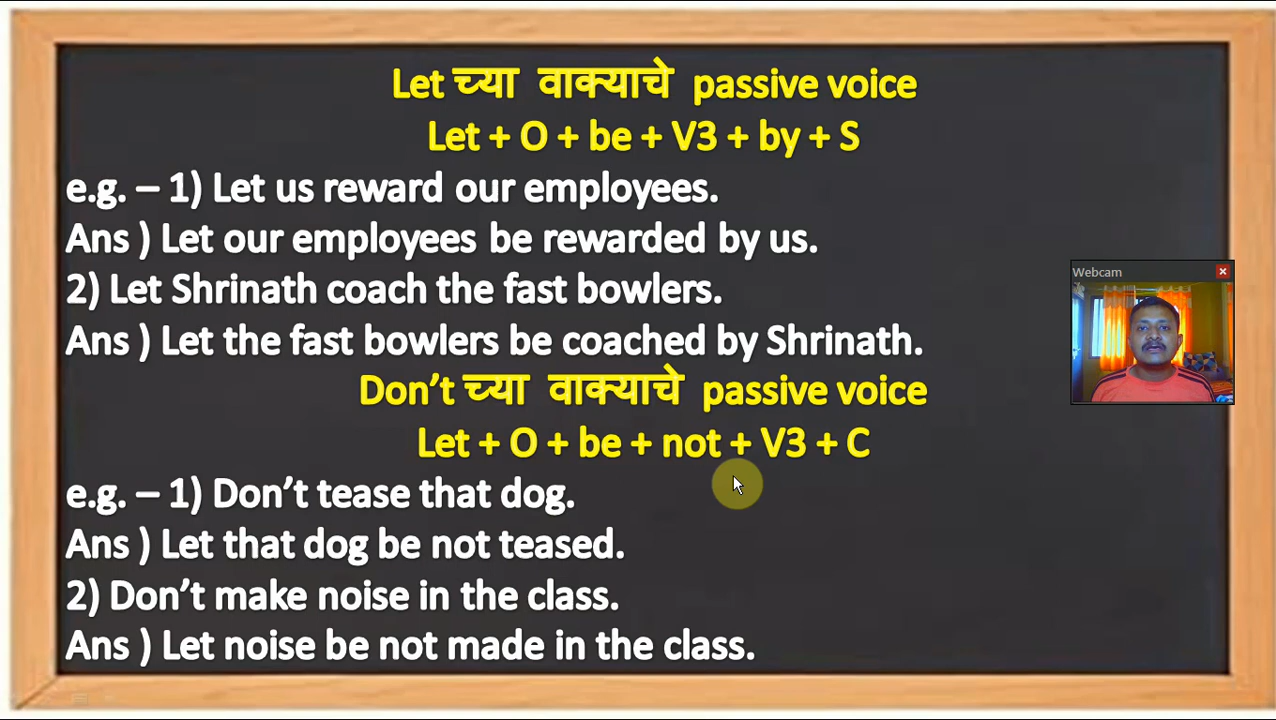 Let च्या वाक्याचे passive voice
Let + O + be + V3 + by + S
e.g. – 1) Let us reward our employees.
Ans ) Let our employees be rewarded by us.
2) Let Shrinath coach the fast bowlers.
Ans ) Let the fast bowlers be coached by Shrinath.
Don’t च्या वाक्याचे passive voice
Let + O + be + not + V3 + C
e.g. – 1) Don’t tease that dog.
Ans ) Let that dog be not teased.
2) Don’t make noise in the class.
Ans ) Let noise be not made in the class.
Webcam